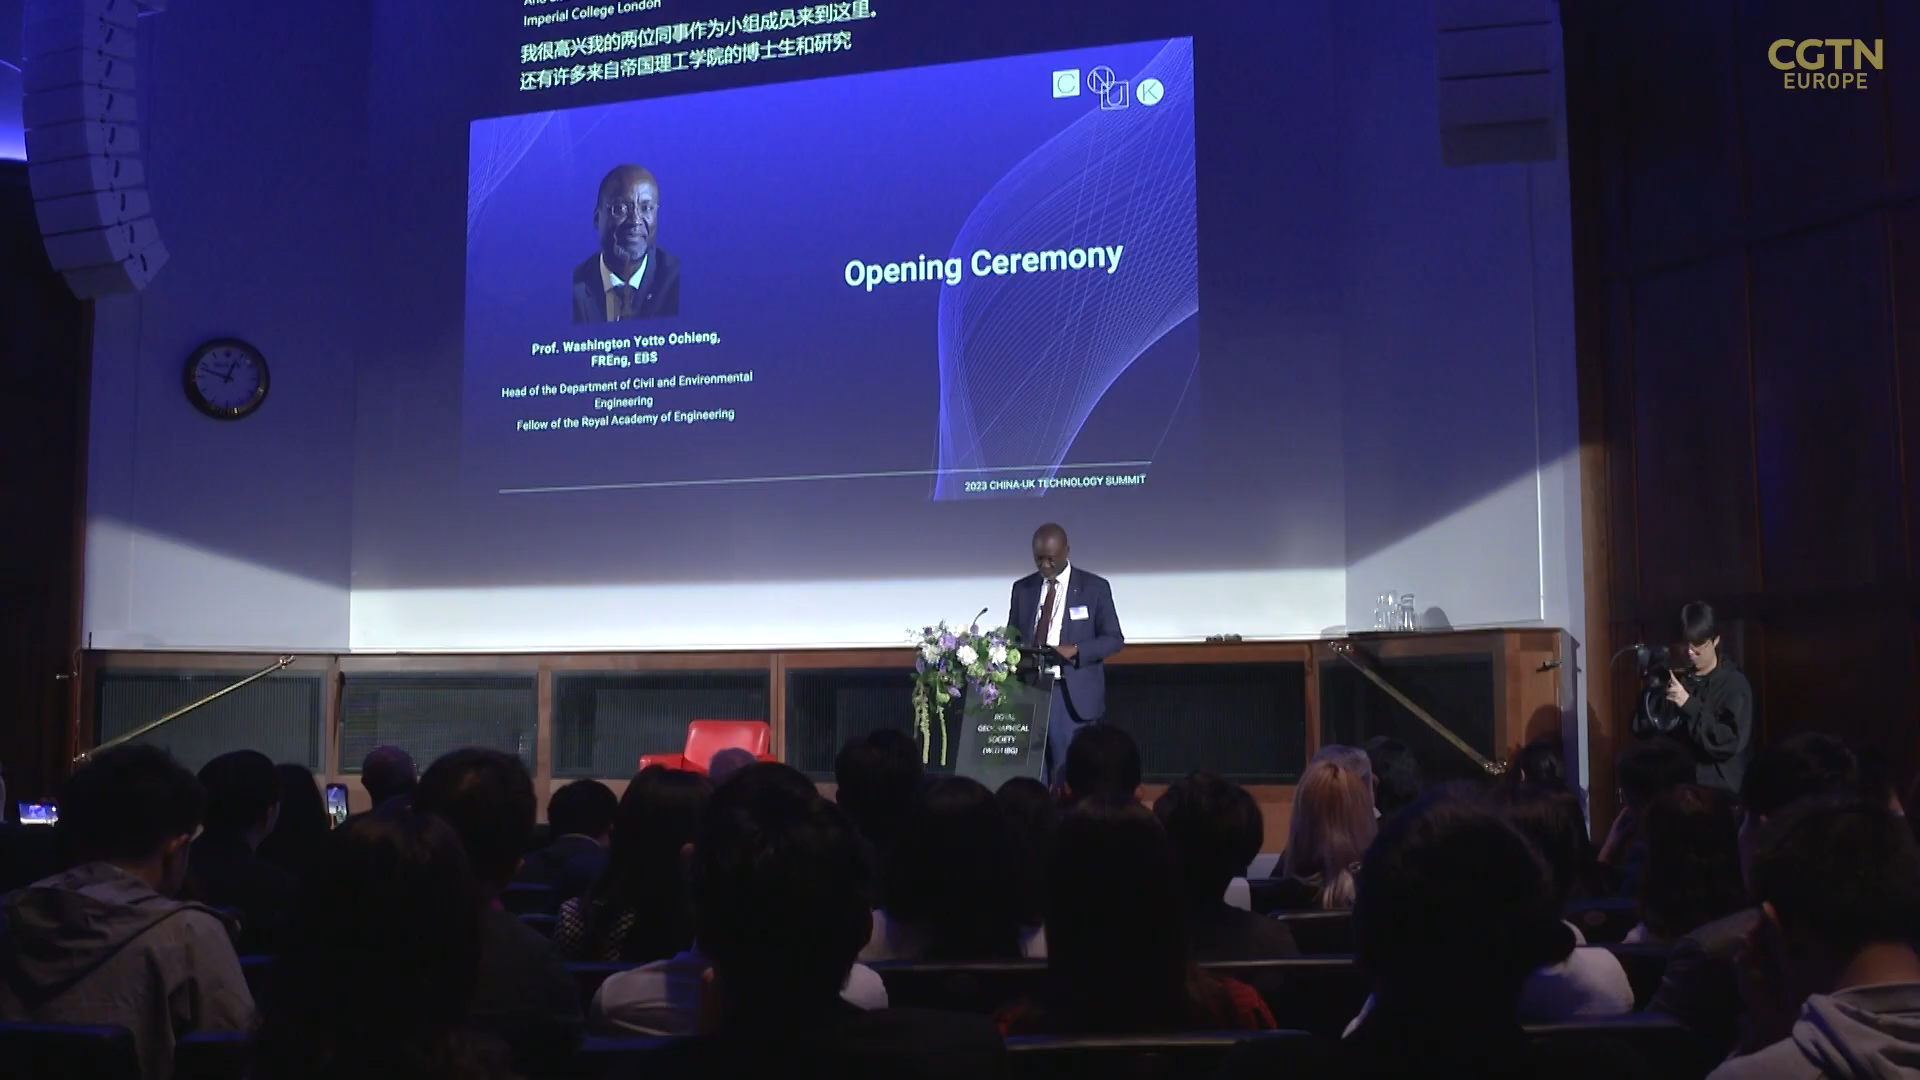 Imperial College London
我很高兴我的两位同事作为小组成员来到这里。
还有许多来自帝国理工学院的博士生和研究
CGTN
EUROPE
C N U K
Opening Ceremony
Prof. Washington Yotto Ochieng,
FREng, EBS
Head of the Department of Civil and Environmental
Engineering
Fellow of the Royal Academy of Engineering
2023 CHINA-UK TECHNOLOGY SUMMIT
ROYAL
GEOGRAPHICAL
SOCIETY
(WITH IBG)